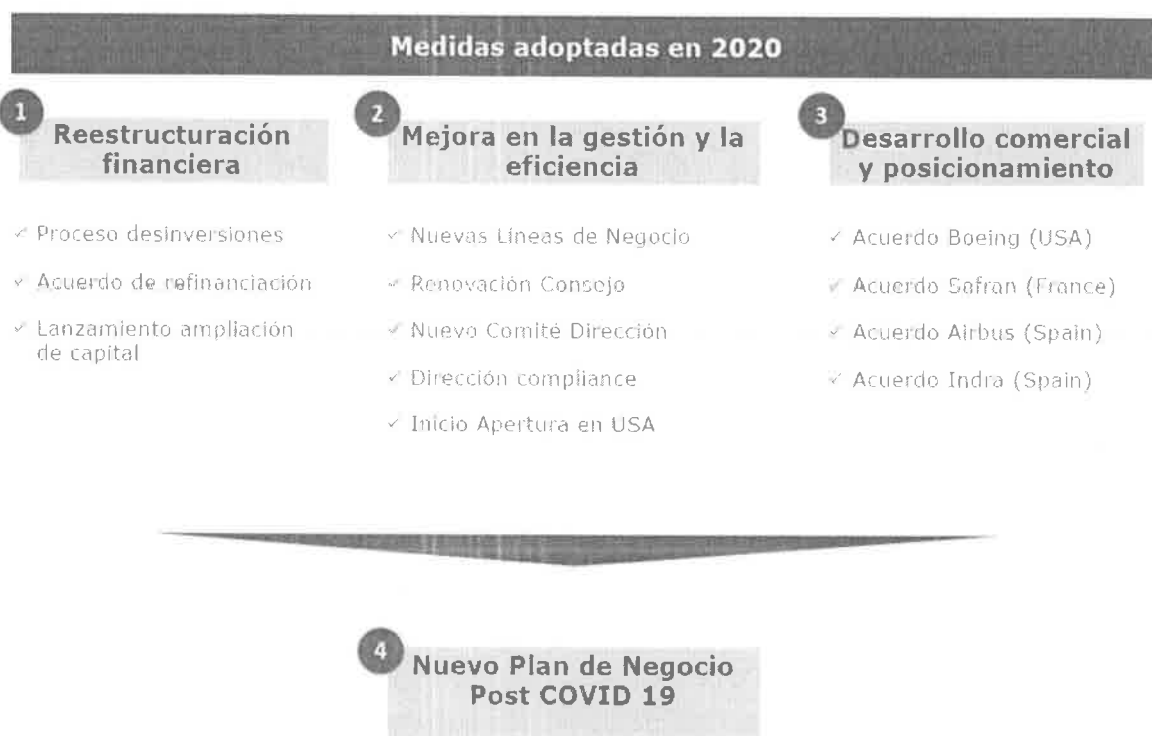 Medidas adoptadas en 2020
1
Reestructuración
financiera
✓ Proceso desinversiones
✓ Acuerdo de refinanciación
✓ Lanzamiento ampliación
de capital
2
Mejora en la gestión y la
eficiencia
✓ Nuevas Líneas de Negocio
✓ Renovación Consejo
✓ Nuevo Comité Dirección
✓ Dirección compliance
✓ Inicio Apertura en USA
3
Desarrollo comercial
y posicionamiento
✓ Acuerdo Boeing (USA)
✓ Acuerdo Safran (France)
✓ Acuerdo Airbus (Spain)
✓ Acuerdo Indra (Spain)
4
Nuevo Plan de Negocio
Post COVID 19